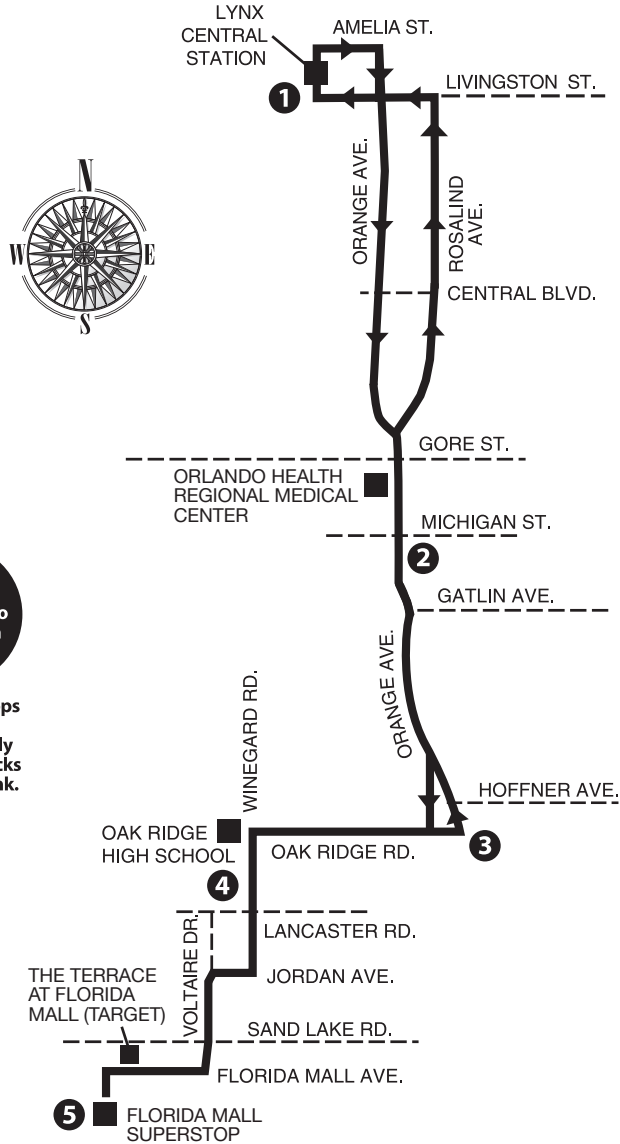 LYNX
CENTRAL
STATION
AMELIA ST.
1
LIVINGSTON ST.
N
W
E
S
ORANGE AVE.
ROSALIND
AVE.
CENTRAL BLVD.
GORE ST.
ORLANDO HEALTH
REGIONAL MEDICAL
CENTER
MICHIGAN ST.
2
GATLIN AVE.
ORANGE AVE.
WINEGARD RD.
HOFFNER AVE.
OAK RIDGE
HIGH SCHOOL
OAK RIDGE RD.
3
4
VOLTAIRE DR.
LANCASTER RD.
JORDAN AVE.
THE TERRACE
AT FLORIDA
MALL (TARGET)
SAND LAKE RD.
FLORIDA MALL AVE.
5
FLORIDA MALL
SUPERSTOP